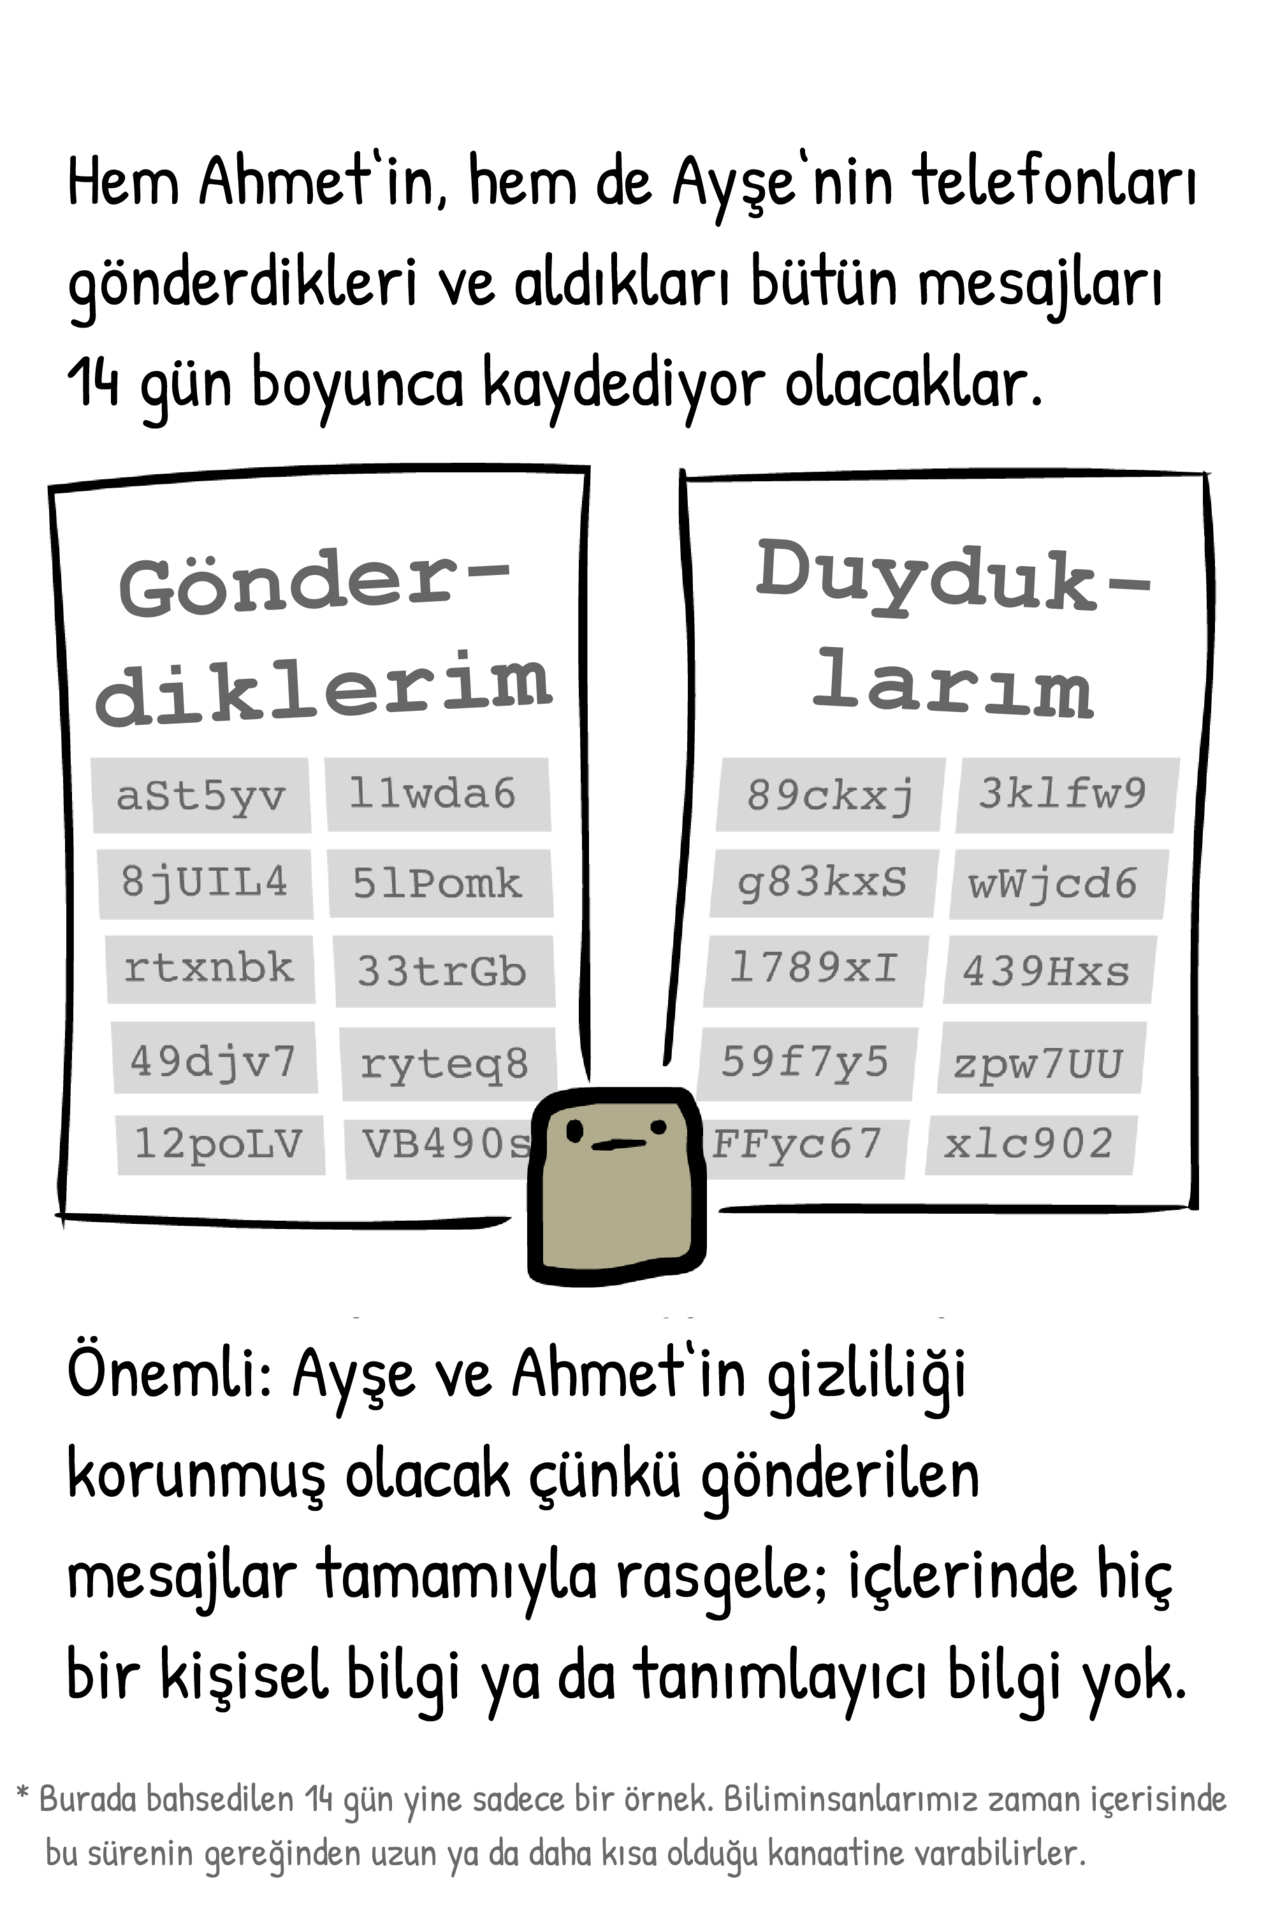 Hem Ahmet'in, hem de Ayşe'nin telefonları
gönderdikleri ve aldıkları bütün mesajları
14 gün boyunca kaydediyor olacaklar.
Gönder-
diklerim
aSt5yv l1wda6
8jUIL4 5lPomk
rtxnbk 33trGb
49djv7 ryteq8
12poLV VB490s
Duyduk-
larım
89ckxj 3klfw9
g83kxS wWjcd6
l789xI 439Hxs
59f7y5 zpw7UU
FFyc67 xlc902
Önemli: Ayşe ve Ahmet'in gizliliği
korunmuş olacak çünkü gönderilen
mesajlar tamamıyla rasgele; içlerinde hiç
bir kişisel bilgi ya da tanımlayıcı bilgi yok.
* Burada bahsedilen 14 gün yine sadece bir örnek. Biliminsanlarımız zaman içerisinde
bu sürenin gereğinden uzun ya da daha kısa olduğu kanaatine varabilirler.